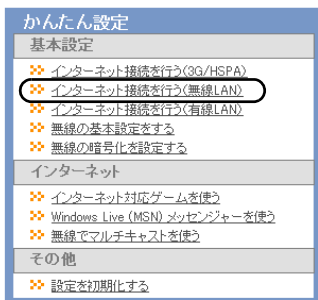 かんたん設定
基本設定
インターネット接続を行う(3G/HSPA)
インターネット接続を行う(無線LAN)
インターネット接続を行う(有線LAN)
無線の基本設定をする
無線の暗号化を設定する
インターネット
インターネット対応ゲームを使う
Windows Live (MSN) メッセンジャーを使う
無線でマルチキャストを使う
その他
設定を初期化する